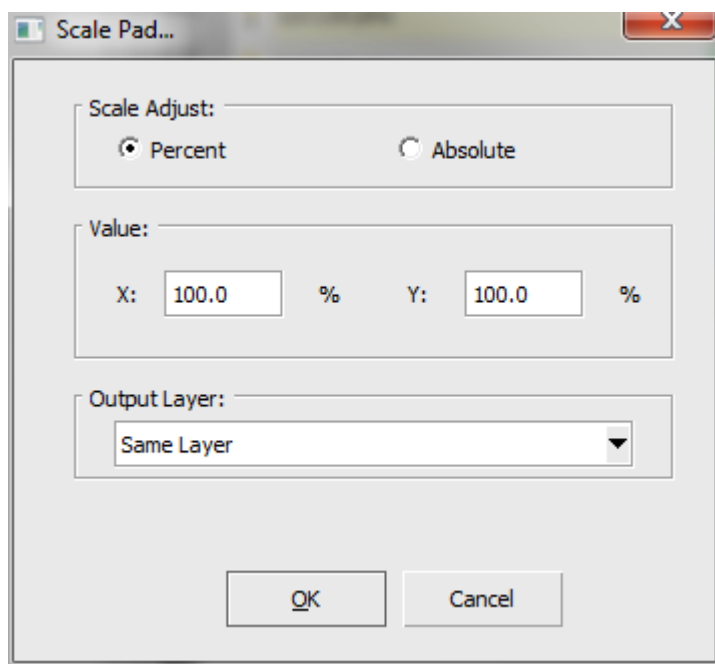 Scale Pad...
Scale Adjust:
Percent Absolute
Value:
X: 100.0 % Y: 100.0 %
Output Layer:
Same Layer
OK Cancel